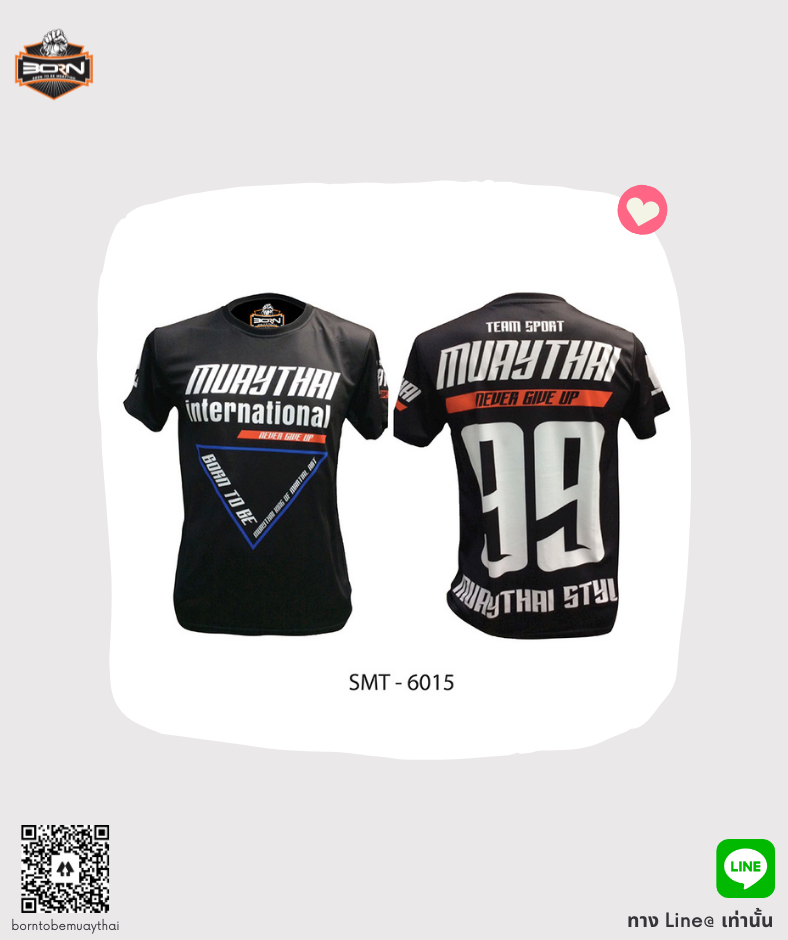 BORN
BORN
MUAYTHAI
international
NEVER GIVE UP
BORN TO BE
MUAYTHAI KING OF MARTIAL ART
TEAM SPORT
MUAYTHAI
NEVER GIVE UP
99
MUAYTHAI STYL
SMT - 6015
borntobemuaythai
LINE
ทาง Line@ เท่านั้น